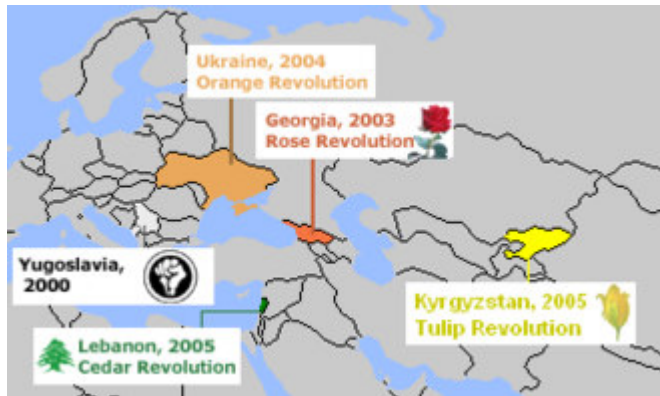 Ukraine, 2004
Orange Revolution
Georgia, 2003
Rose Revolution
Yugoslavia,
2000
Kyrgyzstan, 2005
Tulip Revolution
Lebanon, 2005
Cedar Revolution